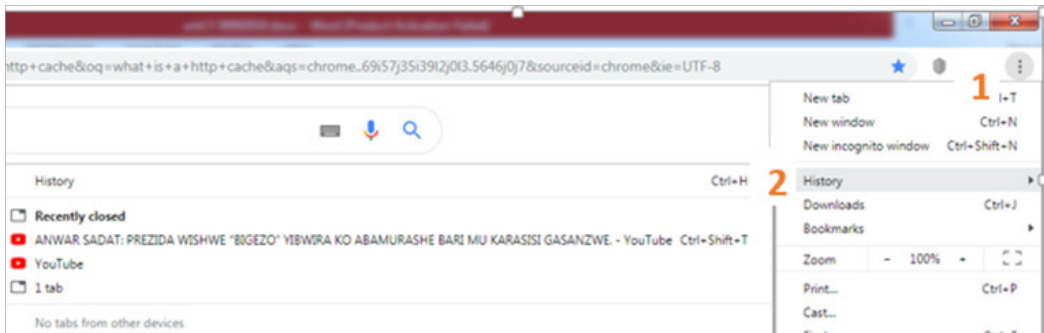 http+cache&oq=what+is+a+http+cache&aqs=chrome..69i57j35i39l2j0l3.5646j0j7&sourceid=chrome&ie=UTF-8
1
New tab l+T
New window Ctrl+N
New incognito window Ctrl+Shift+N
2
History
Downloads Ctrl+J
Bookmarks
Zoom - 100% +
Print... Ctrl+P
Cast...
History Ctrl+H
Recently closed
ANWAR SADAT: PREZIDA WISHWE "BIGEZO" YIBWIRA KO ABAMURASHE BARI MU KARASISI GASANZWE. - YouTube Ctrl+Shift+T
YouTube
1 tab
No tabs from other devices